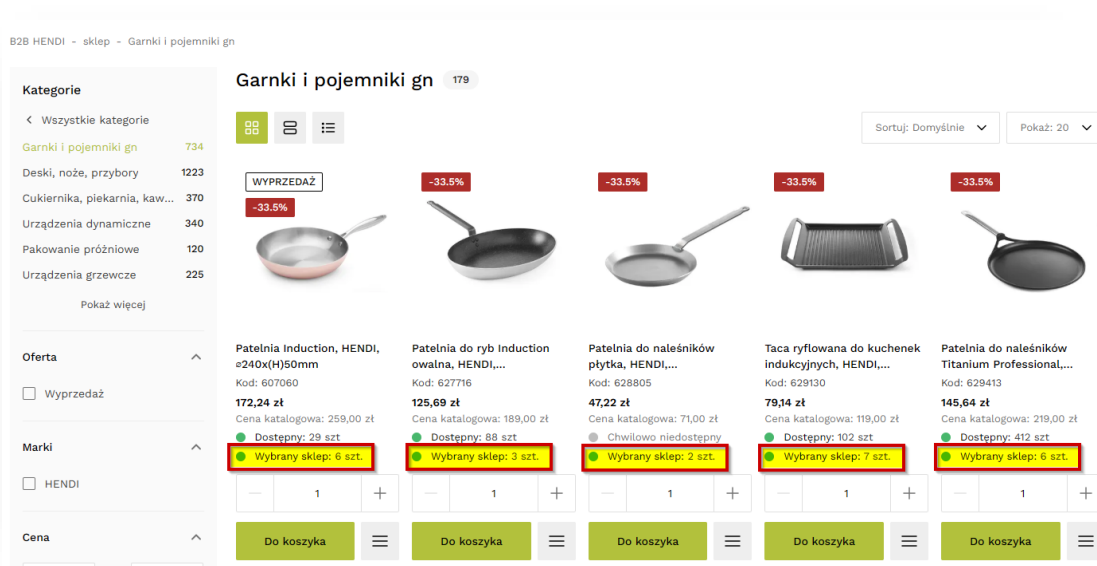 B2B HENDI - sklep - Garnki i pojemniki gn
Kategorie
Wszystkie kategorie
Garnki i pojemniki gn 734
Deski, noże, przybory 1223
Cukiernika, piekarnia, kaw... 370
Urządzenia dynamiczne 340
Pakowanie próżniowe 120
Urządzenia grzewcze 225
Pokaż więcej
Oferta
Wyprzedaż
Marki
HENDI
Cena
Garnki i pojemniki gn 179
Sortuj: Domyślnie
Pokaż: 20
WYPRZEDAŻ
-33.5%
Patelnia Induction, HENDI,
⌀240x(H)50mm
Kod: 607060
172,24 zł
Cena katalogowa: 259,00 zł
Dostępny: 29 szt
Wybrany sklep: 6 szt.
1
Do koszyka
-33.5%
Patelnia do ryb Induction
owalna, HENDI,...
Kod: 627716
125,69 zł
Cena katalogowa: 189,00 zł
Dostępny: 88 szt
Wybrany sklep: 3 szt.
1
Do koszyka
-33.5%
Patelnia do naleśników
płytka, HENDI,...
Kod: 628805
47,22 zł
Cena katalogowa: 71,00 zł
Chwilowo niedostępny
Wybrany sklep: 2 szt.
1
Do koszyka
-33.5%
Taca ryflowana do kuchenek
indukcyjnych, HENDI,...
Kod: 629130
79,14 zł
Cena katalogowa: 119,00 zł
Dostępny: 102 szt
Wybrany sklep: 7 szt.
1
Do koszyka
-33.5%
Patelnia do naleśników
Titanium Professional,...
Kod: 629413
145,64 zł
Cena katalogowa: 219,00 zł
Dostępny: 412 szt
Wybrany sklep: 6 szt.
1
Do koszyka